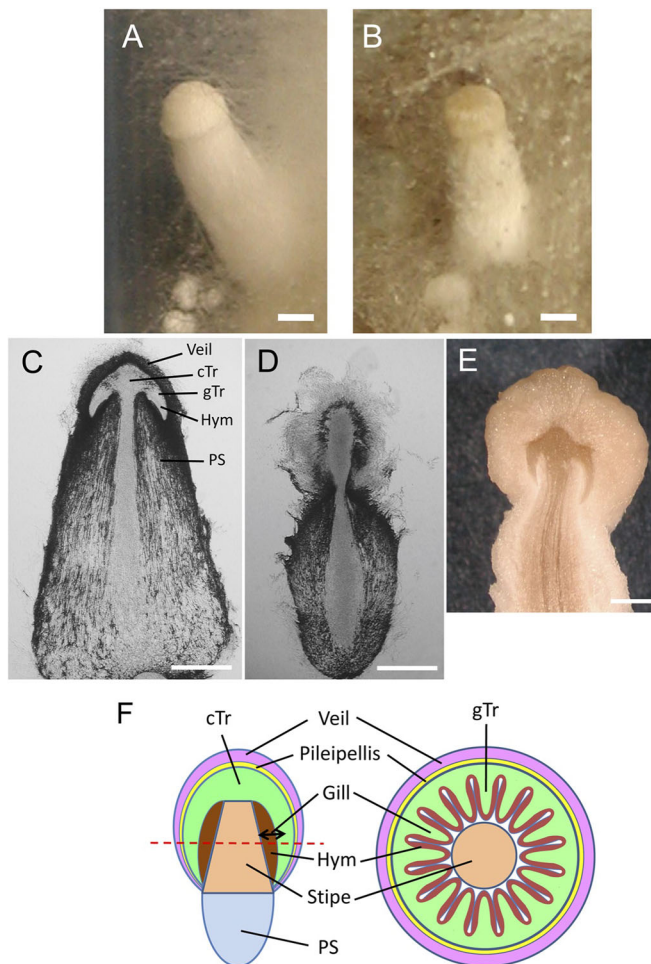 A
B
C
Veil
cTr
gTr
Hym
PS
D
E
F
cTr
Veil
gTr
Pileipellis
Gill
Hym
Stipe
PS